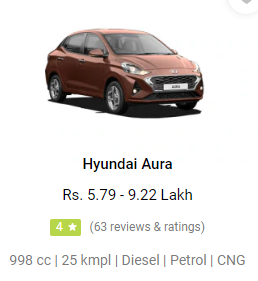 AURA
Hyundai Aura
Rs. 5.79 - 9.22 Lakh
4 ★ (63 reviews & ratings)
998 cc | 25 kmpl | Diesel | Petrol | CNG